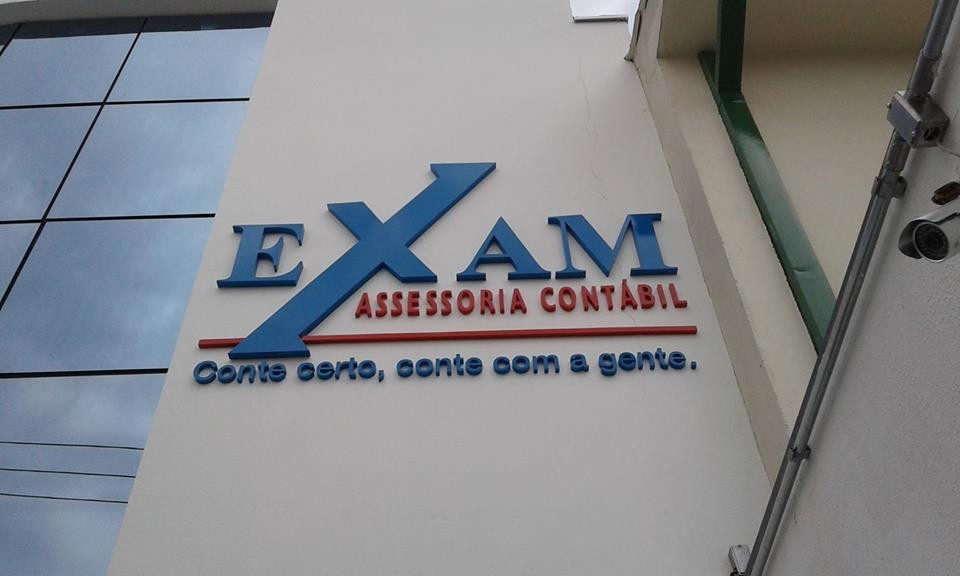 EXAM
ASSESSORIA CONTÁBIL
Conte certo, conte com a gente.